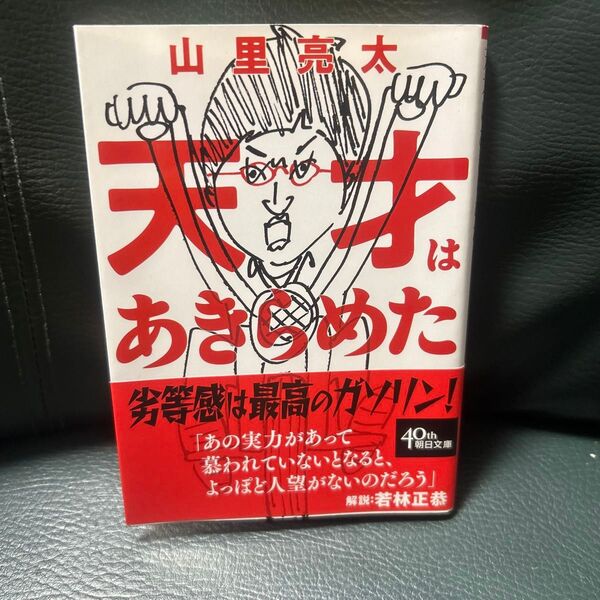 山里亮太
天才は
あきらめた
劣等感は最高のガソリン!
「あの実力があって
慕われていないとなると、
よっぽど人望がないのだろう」
解説:若林正恭
40th
朝日文庫